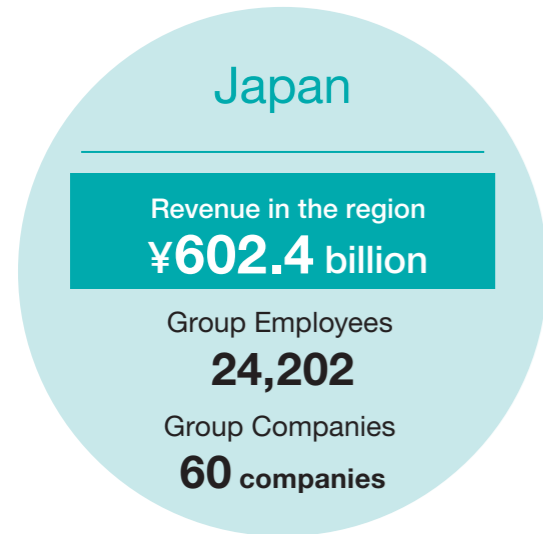 Japan
Revenue in the region
¥602.4 billion
Group Employees
24,202
Group Companies
60 companies